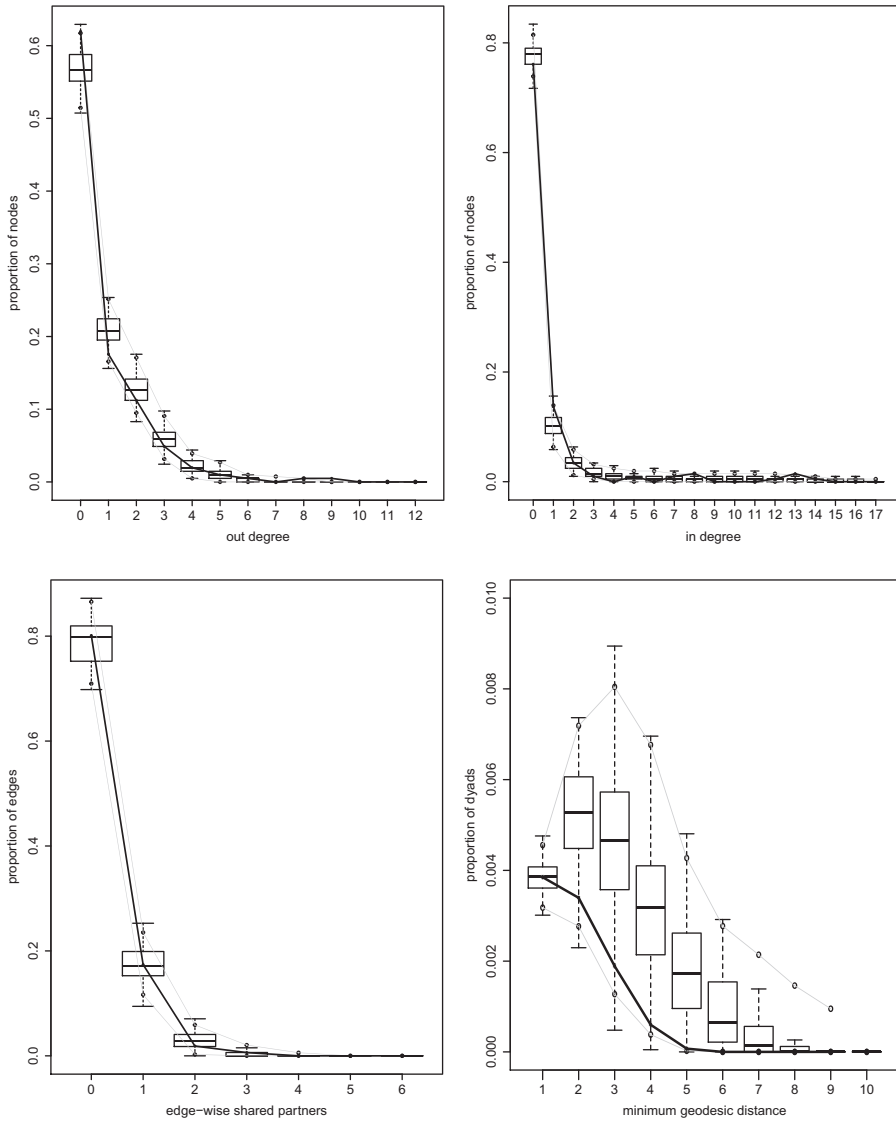 proportion of nodes
0.6
0.5
0.4
0.3
0.2
0.1
0.0
0 1 2 3 4 5 6 7 8 9 10 11 12
out degree
proportion of nodes
0.8
0.6
0.4
0.2
0.0
0 1 2 3 4 5 6 7 8 9 10 11 12 13 14 15 16 17
in degree
proportion of edges
0.8
0.6
0.4
0.2
0.0
0 1 2 3 4 5 6
edge-wise shared partners
proportion of dyads
0.010
0.008
0.006
0.004
0.002
0.000
1 2 3 4 5 6 7 8 9 10
minimum geodesic distance